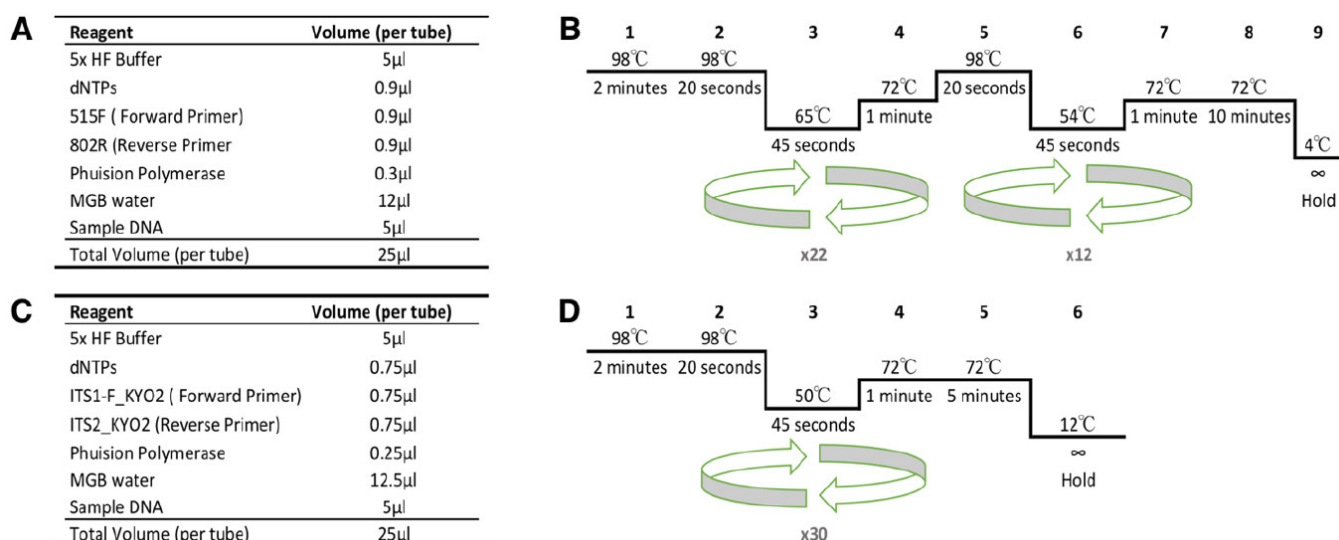 A
Reagent Volume (per tube)
5x HF Buffer 5µl
dNTPs 0.9µl
515F ( Forward Primer) 0.9µl
802R (Reverse Primer 0.9µl
Phuision Polymerase 0.3µl
MGB water 12µl
Sample DNA 5µl
Total Volume (per tube) 25µl
B
1 2 3 4 5 6 7 8 9
98℃ 98℃ 65℃ 72℃ 98℃ 54℃ 72℃ 72℃ 4℃
2 minutes 20 seconds 45 seconds 1 minute 20 seconds 45 seconds 1 minute 10 minutes ∞
Hold
x22 x12
C
Reagent Volume (per tube)
5x HF Buffer 5µl
dNTPs 0.75µl
ITS1-F_KYO2 ( Forward Primer) 0.75µl
ITS2_KYO2 (Reverse Primer) 0.75µl
Phuision Polymerase 0.25µl
MGB water 12.5µl
Sample DNA 5µl
Total Volume (per tube) 25µl
D
1 2 3 4 5 6
98℃ 98℃ 50℃ 72℃ 72℃ 12℃
2 minutes 20 seconds 45 seconds 1 minute 5 minutes ∞
Hold
x30